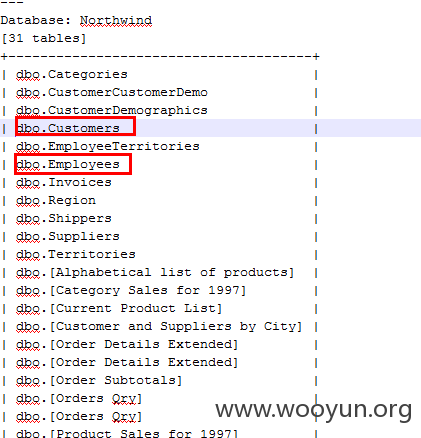 ---
Database: Northwind
[31 tables]
+--------------------------------------+
| dbo.Categories |
| dbo.CustomerCustomerDemo |
| dbo.CustomerDemographics |
| dbo.Customers |
| dbo.EmployeeTerritories |
| dbo.Employees |
| dbo.Invoices |
| dbo.Region |
| dbo.Shippers |
| dbo.Suppliers |
| dbo.Territories |
| dbo.[Alphabetical list of products] |
| dbo.[Category Sales for 1997] |
| dbo.[Current Product List] |
| dbo.[Customer and Suppliers by City] |
| dbo.[Order Details Extended] |
| dbo.[Order Details Extended] |
| dbo.[Order Subtotals] |
| dbo.[Orders Qry] |
| dbo.[Orders Qry] |
| dbo.[Product Sales for 1997] |
www.wooyun.org